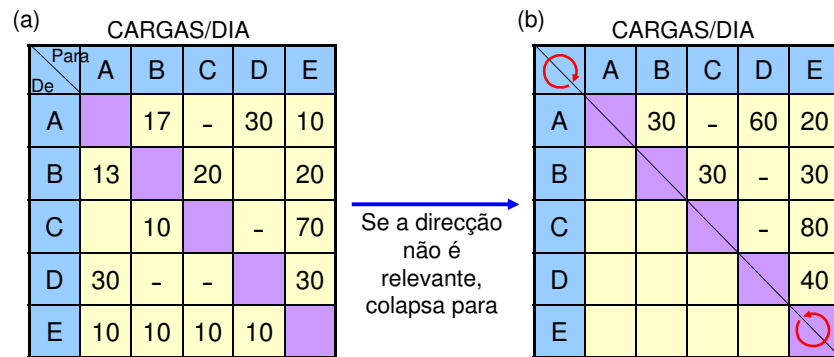 (a)
CARGAS/DIA
Para
De A B C D E
A 17 - 30 10
B 13 20 20
C 10 - 70
D 30 - - 30
E 10 10 10 10
Se a direcção
não é
relevante,
colapsa para
(b)
CARGAS/DIA
A B C D E
A 30 - 60 20
B 30 - 30
C - 80
D 40
E